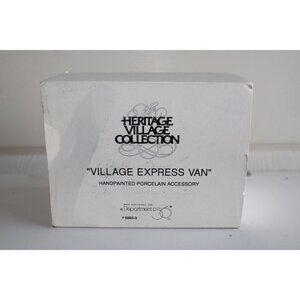 The
HERITAGE
VILLAGE
COLLECTION
"VILLAGE EXPRESS VAN"
HANDPAINTED PORCELAIN ACCESSORY
Department 56